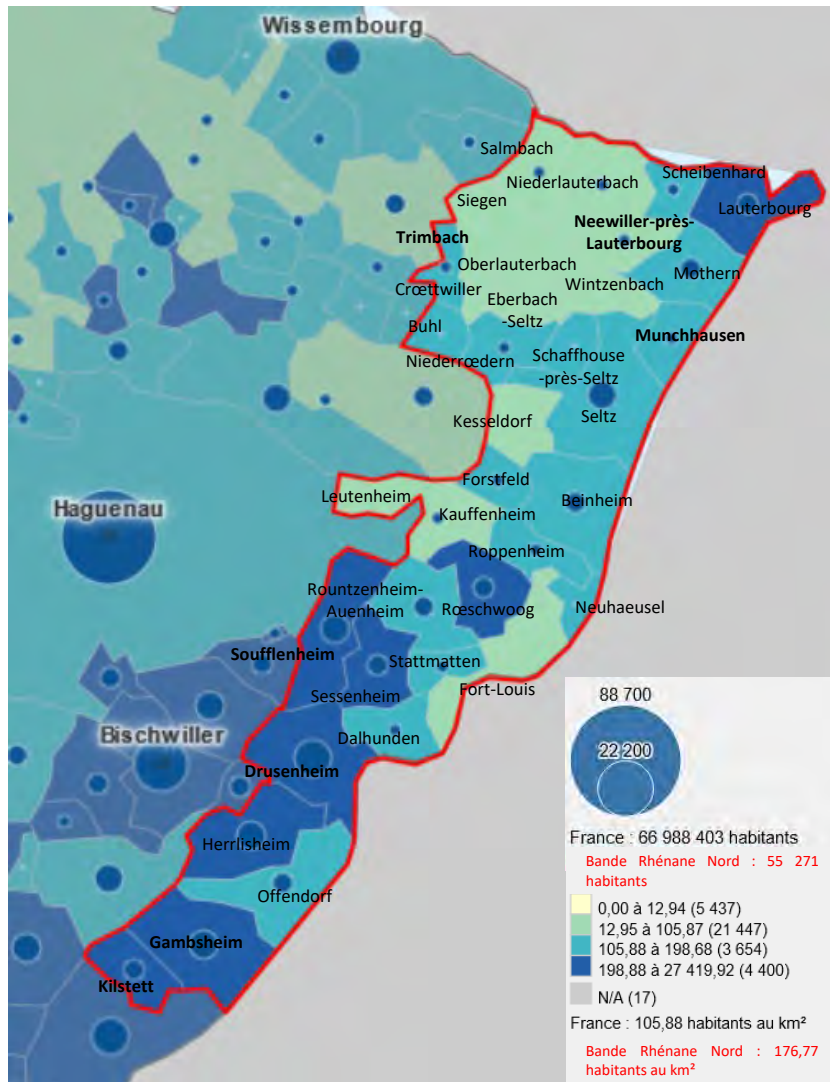 Wissembourg
Salmbach
Scheibenhard
Niederlauterbach
Siegen
Lauterbourg
Trimbach
Neewiller-près-
Lauterbourg
Oberlauterbach
Mothern
Crœttwiller
Wintzenbach
Eberbach
-Seltz
Buhl
Munchhausen
Niederrœdern
Schaffhouse
-près-Seltz
Kesseldorf
Seltz
Forstfeld
Leutenheim
Beinheim
Haguenau
Kauffenheim
Roppenheim
Rountzenheim-
Auenheim
Rœschwoog
Neuhaeusel
Soufflenheim
Stattmatten
Sessenheim
Fort-Louis
Bischwiller
Dalhunden
Drusenheim
Herrlisheim
Offendorf
Gambsheim
Kilstett
88 700
22 200
France : 66 988 403 habitants
Bande Rhénane Nord : 55 271
habitants
0,00 à 12,94 (5 437)
12,95 à 105,87 (21 447)
105,88 à 198,68 (3 654)
198,88 à 27 419,92 (4 400)
N/A (17)
France : 105,88 habitants au km²
Bande Rhénane Nord : 176,77
habitants au km²